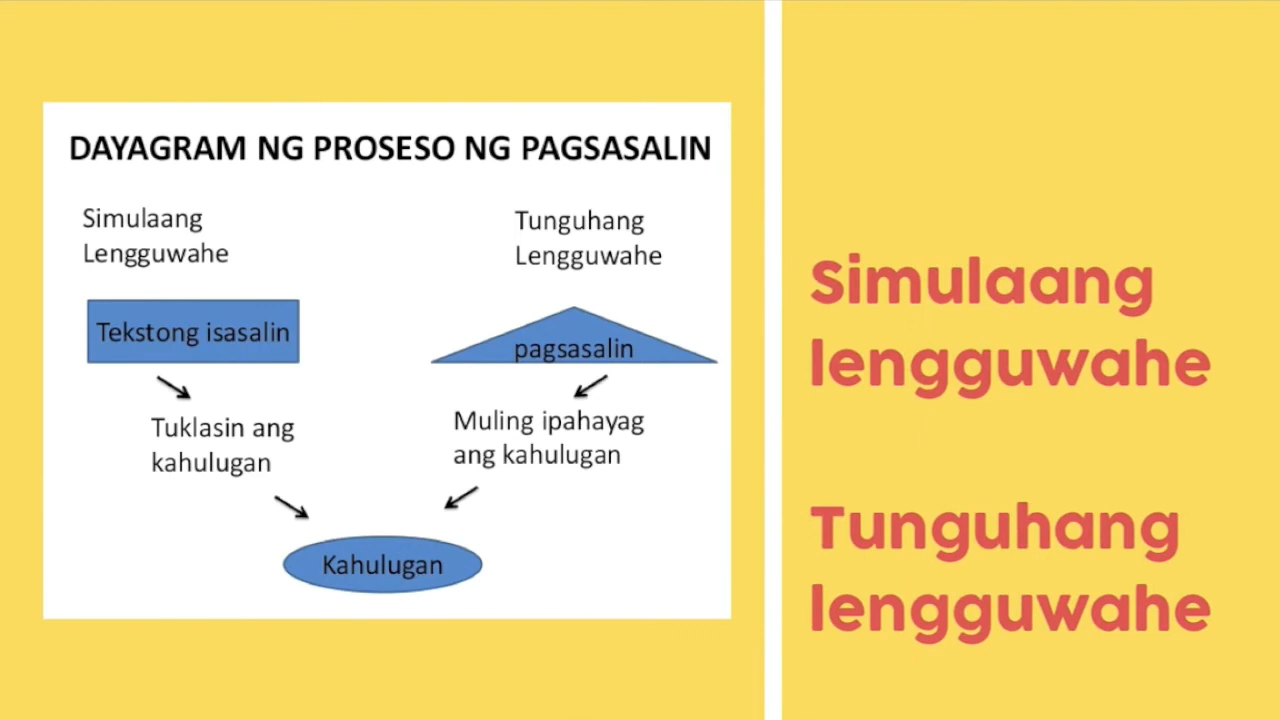 DAYAGRAM NG PROSESO NG PAGSASALIN
Simulaang
Lengguwahe
Tekstong isasalin
Tuklasin ang
kahulugan
Tunguhang
Lengguwahe
pagsasalin
Muling ipahayag
ang kahulugan
Kahulugan
Simulaang
lengguwahe
Tunguhang
lengguwahe